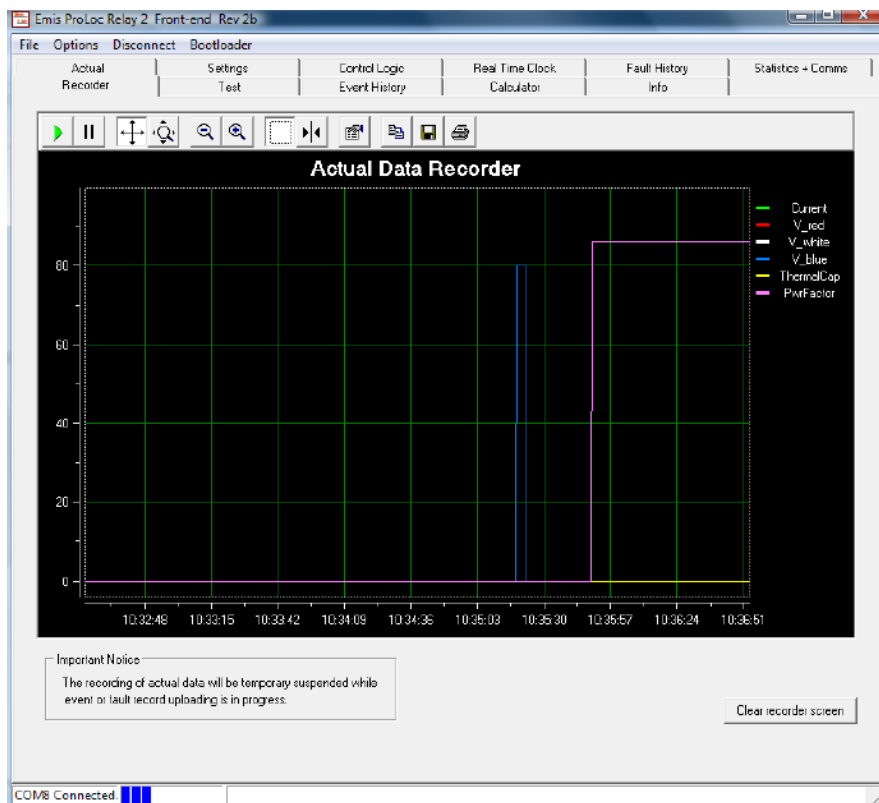 Emis ProLoc Relay 2 Front-end Rev 2b
File Options Disconnect Bootloader
Actual Settings Control Logic Real Time Clock Fault History Statistics + Comms
Recorder Test Event History Calculator Info
Actual Data Recorder
Current
V_red
V_white
V_blue
ThermalCap
PwrFactor
80
60
40
20
0
10:32:48 10:33:15 10:33:42 10:34:09 10:34:36 10:35:03 10:35:30 10:35:57 10:36:24 0:36:51
Important Notice
The recording of actual data will be temporary suspended while
event or fault record uploading is in progress.
Clear recorder screen
COM8 Connected.